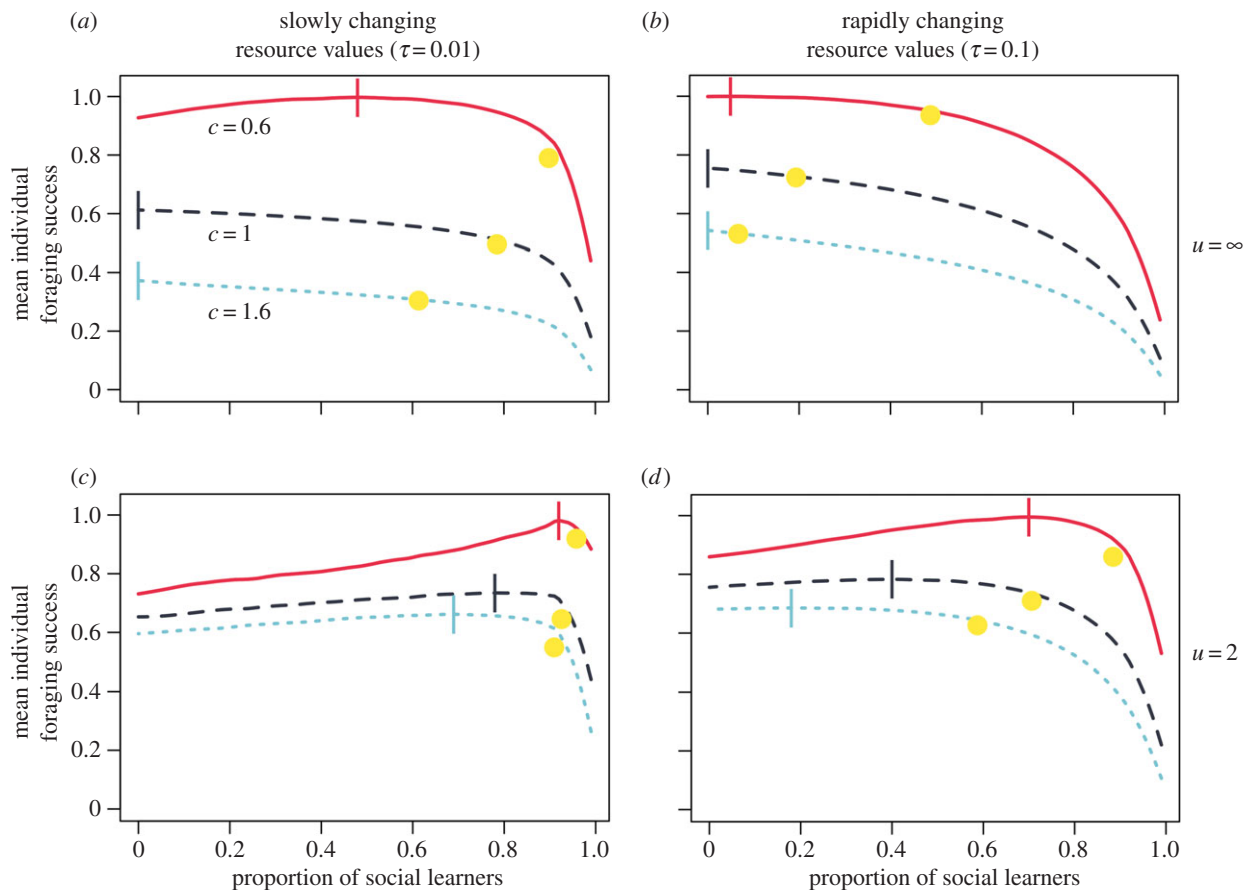 (a)
slowly changing
resource values (τ = 0.01)
(b)
rapidly changing
resource values (τ = 0.1)
mean individual
foraging success
1.0
0.8
0.6
0.4
0.2
0
c = 0.6
c = 1
c = 1.6
u = ∞
(c)
(d)
mean individual
foraging success
1.0
0.8
0.6
0.4
0.2
0
u = 2
0 0.2 0.4 0.6 0.8 1.0
0 0.2 0.4 0.6 0.8 1.0
proportion of social learners
proportion of social learners